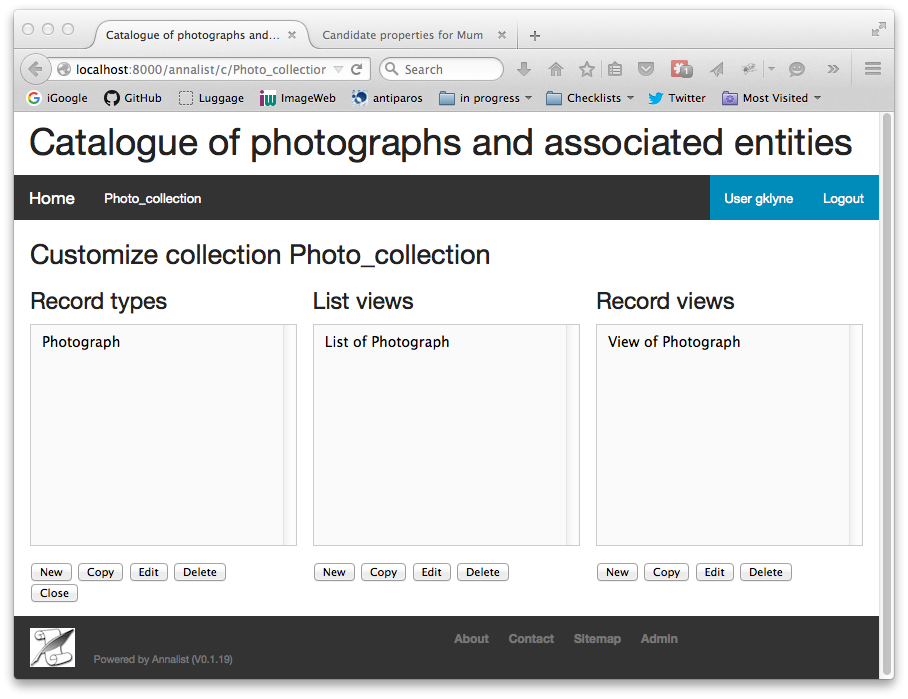 Catalogue of photographs and...
Candidate properties for Mum
localhost:8000/annalist/c/Photo_collection
Search
1
iGoogle
GitHub
Luggage
iw ImageWeb
antiparos
in progress
Checklists
Twitter
Most Visited
Catalogue of photographs and associated entities
Home Photo_collection User gklyne Logout
Customize collection Photo_collection
Record types List views Record views
Photograph List of Photograph View of Photograph
New Copy Edit Delete New Copy Edit Delete New Copy Edit Delete
Close
About Contact Sitemap Admin
Powered by Annalist (V0.1.19)